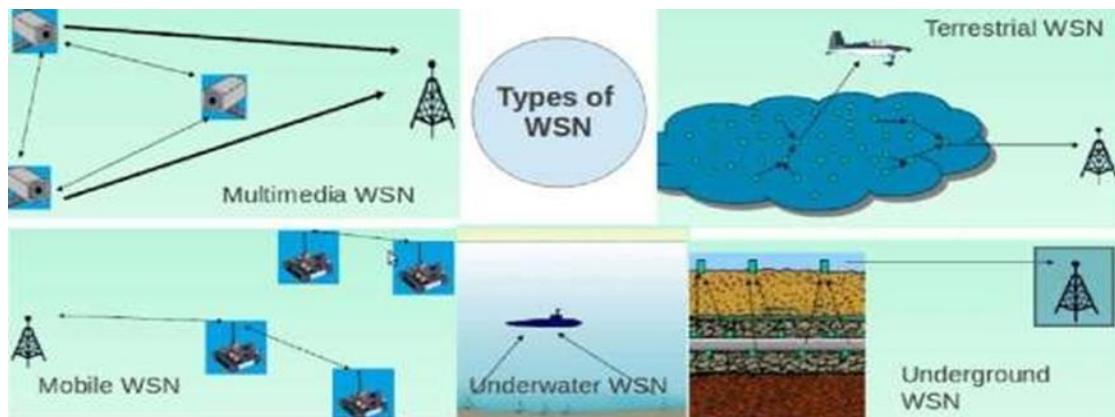 Types of
WSN
Terrestrial WSN
Multimedia WSN
Mobile WSN
Underwater WSN
Underground
WSN